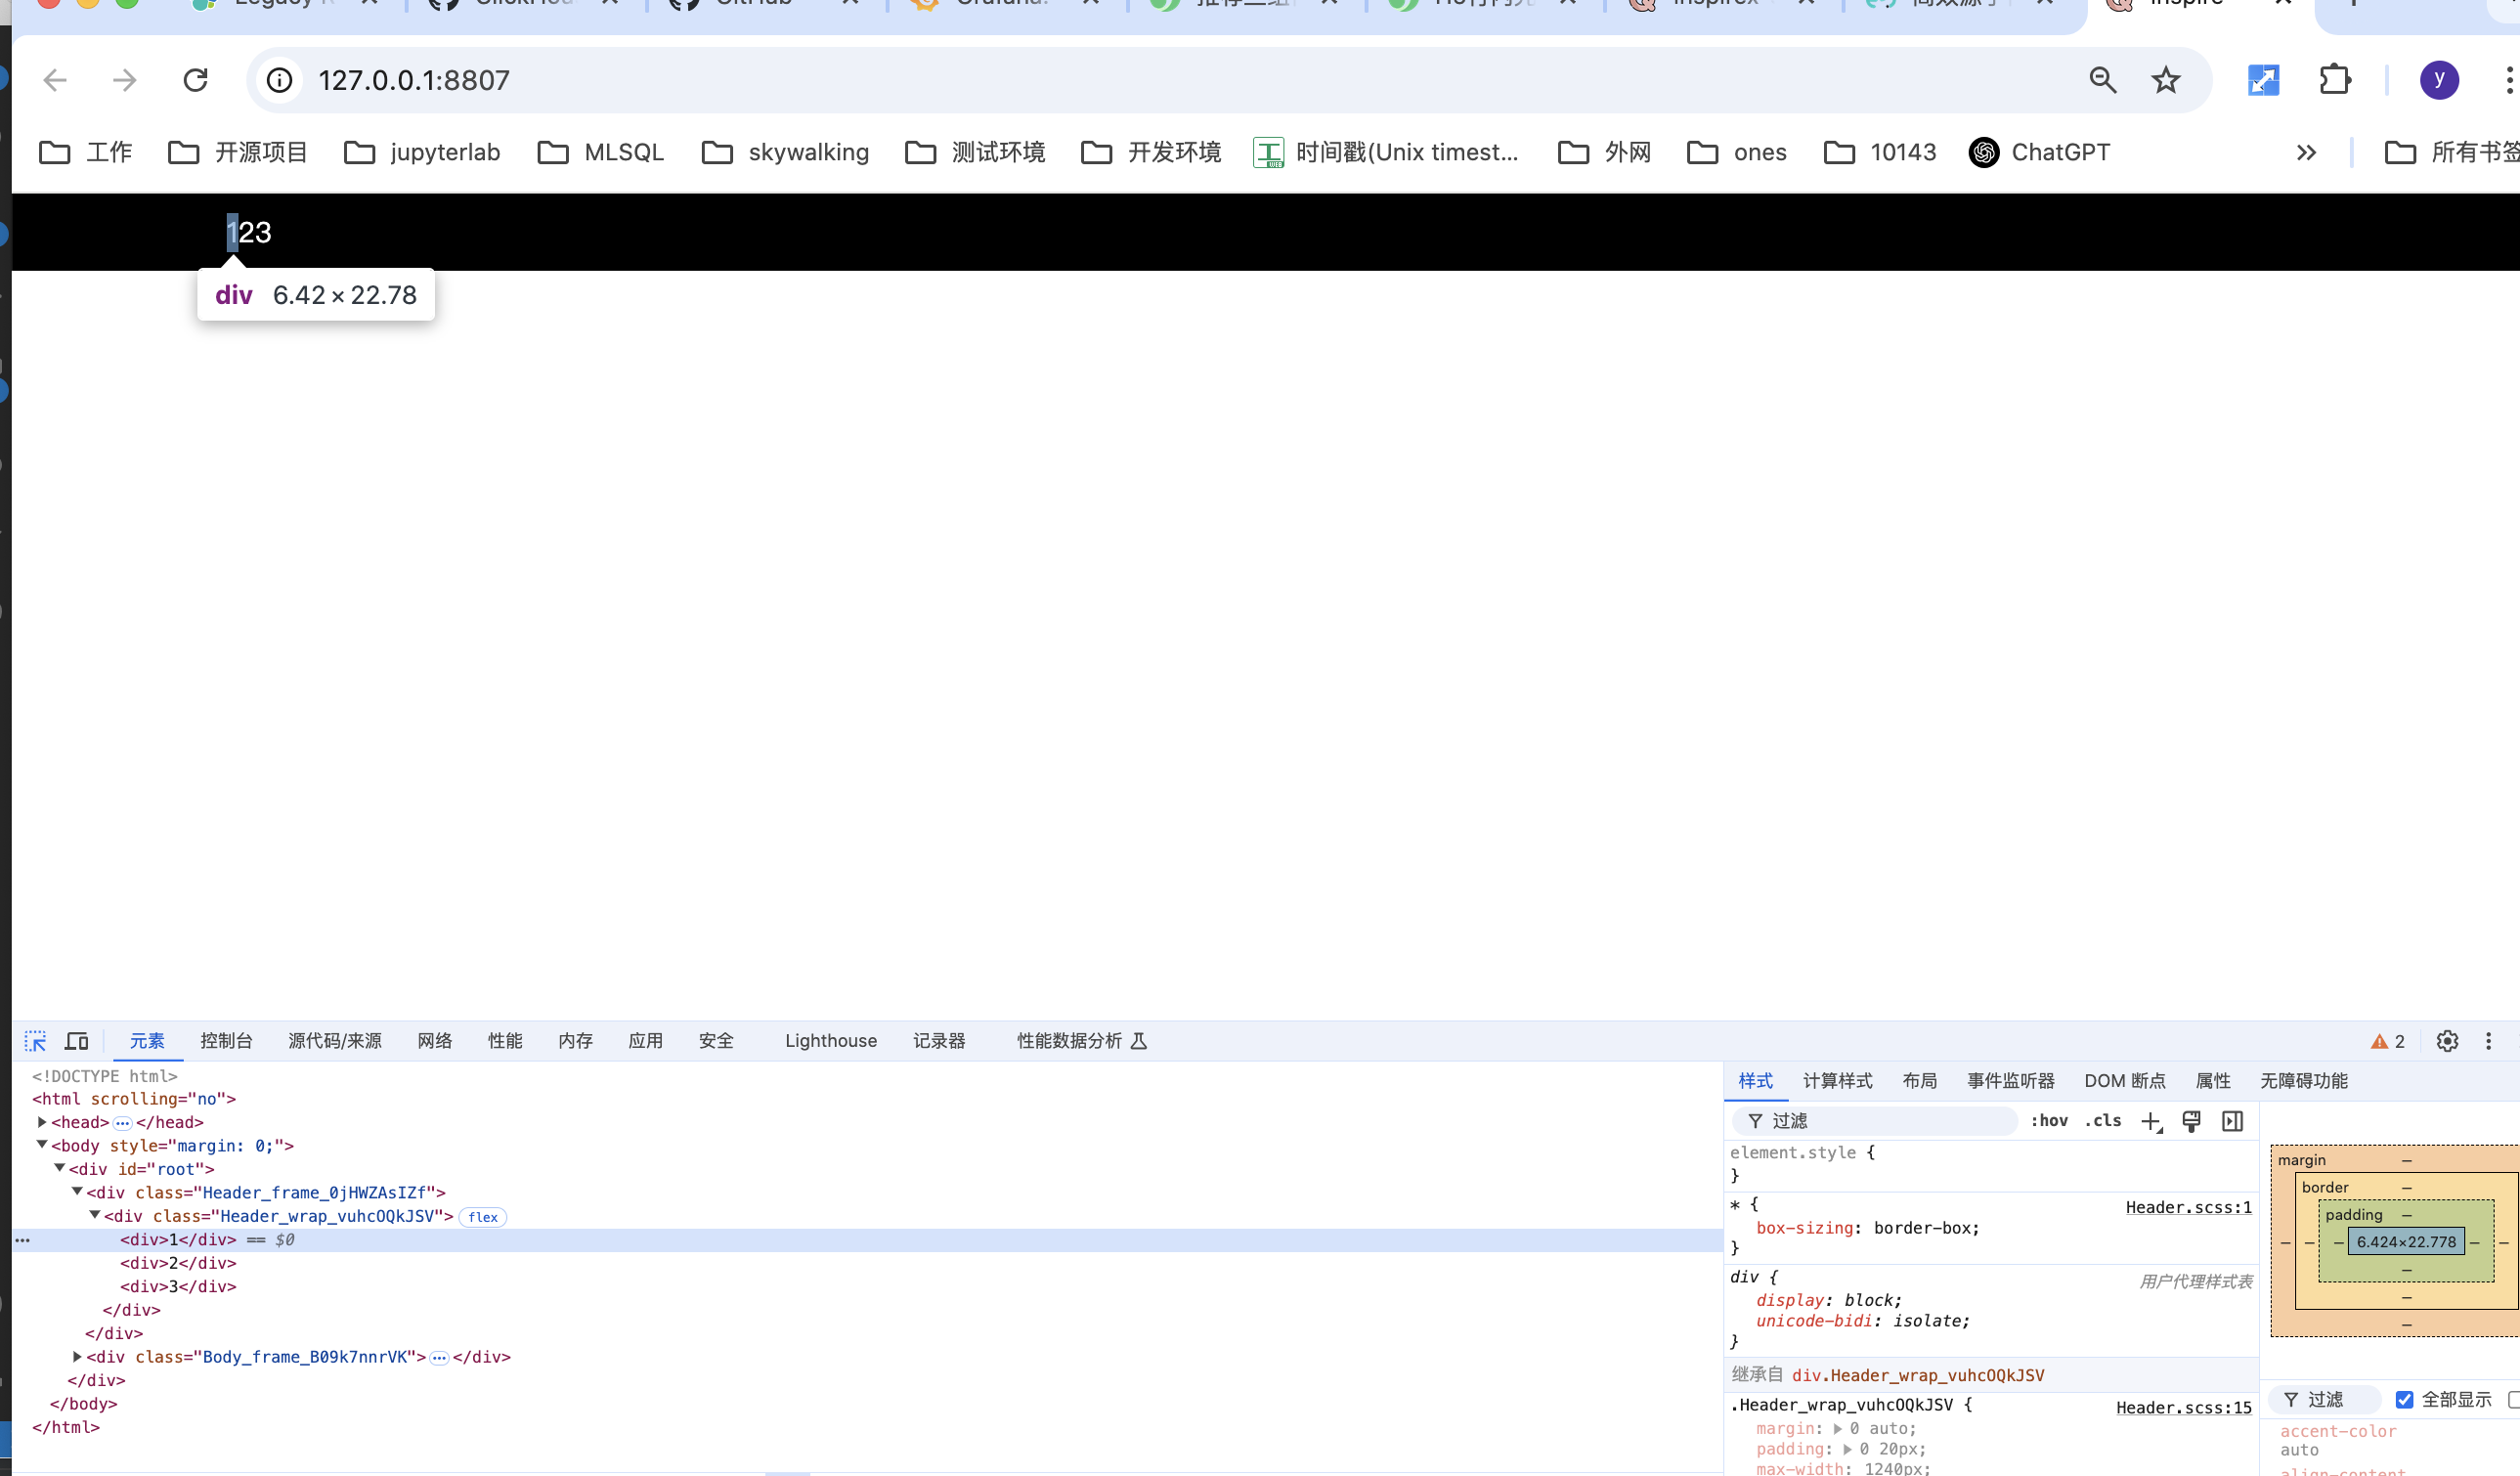 127.0.0.1:8807
y
工作 开源项目 jupyterlab MLSQL skywalking 测试环境 开发环境 时间戳(Unix timest... 外网 ones 10143 ChatGPT 所有书签
123
div 6.42 × 22.78
元素 控制台 源代码/来源 网络 性能 内存 应用 安全 Lighthouse 记录器 性能数据分析 2
<!DOCTYPE html>
<html scrolling="no">
<head> ... </head>
<body style="margin: 0;">
<div id="root">
<div class="Header_frame_0jHWZAsIZf">
<div class="Header_wrap_vuhcOQkJSV"> flex
<div>1</div> == $0
<div>2</div>
<div>3</div>
</div>
</div>
<div class="Body_frame_B09k7nnrVK"> ... </div>
</div>
</body>
</html>
样式 计算样式 布局 事件监听器 DOM 断点 属性 无障碍功能
过滤 :hov .cls
element.style {
}
* { Header.scss:1
box-sizing: border-box;
}
div { 用户代理样式表
display: block;
unicode-bidi: isolate;
}
继承自 div.Header_wrap_vuhcOQkJSV
.Header_wrap_vuhcOQkJSV { Header.scss:15
margin: 0 auto;
padding: 0 20px;
max-width: 1240px;
margin –
border –
padding –
– – – 6.424×22.778 – –
–
–
–
过滤 全部显示
accent-color
auto
align-content